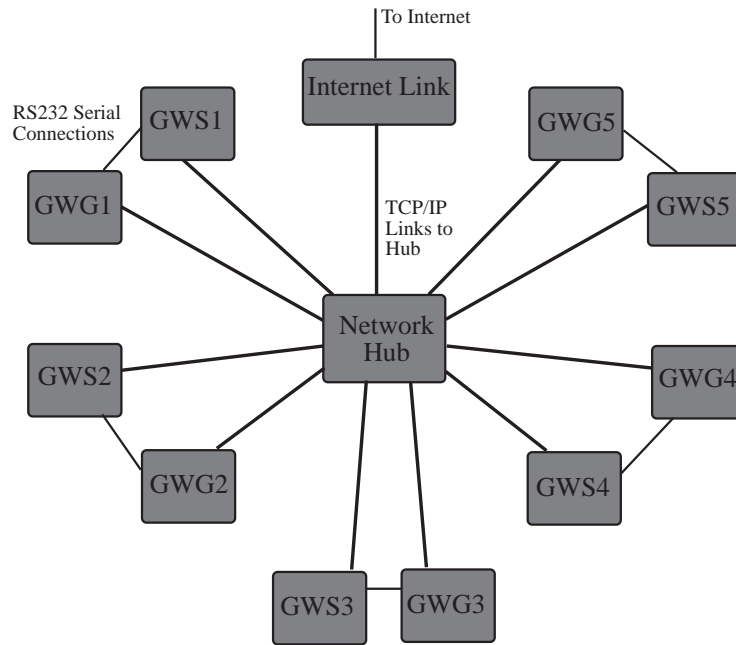 To Internet
Internet Link
RS232 Serial
Connections
GWS1
GWG5
GWG1
GWS5
TCP/IP
Links to
Hub
Network
Hub
GWS2
GWG4
GWG2
GWS4
GWS3
GWG3